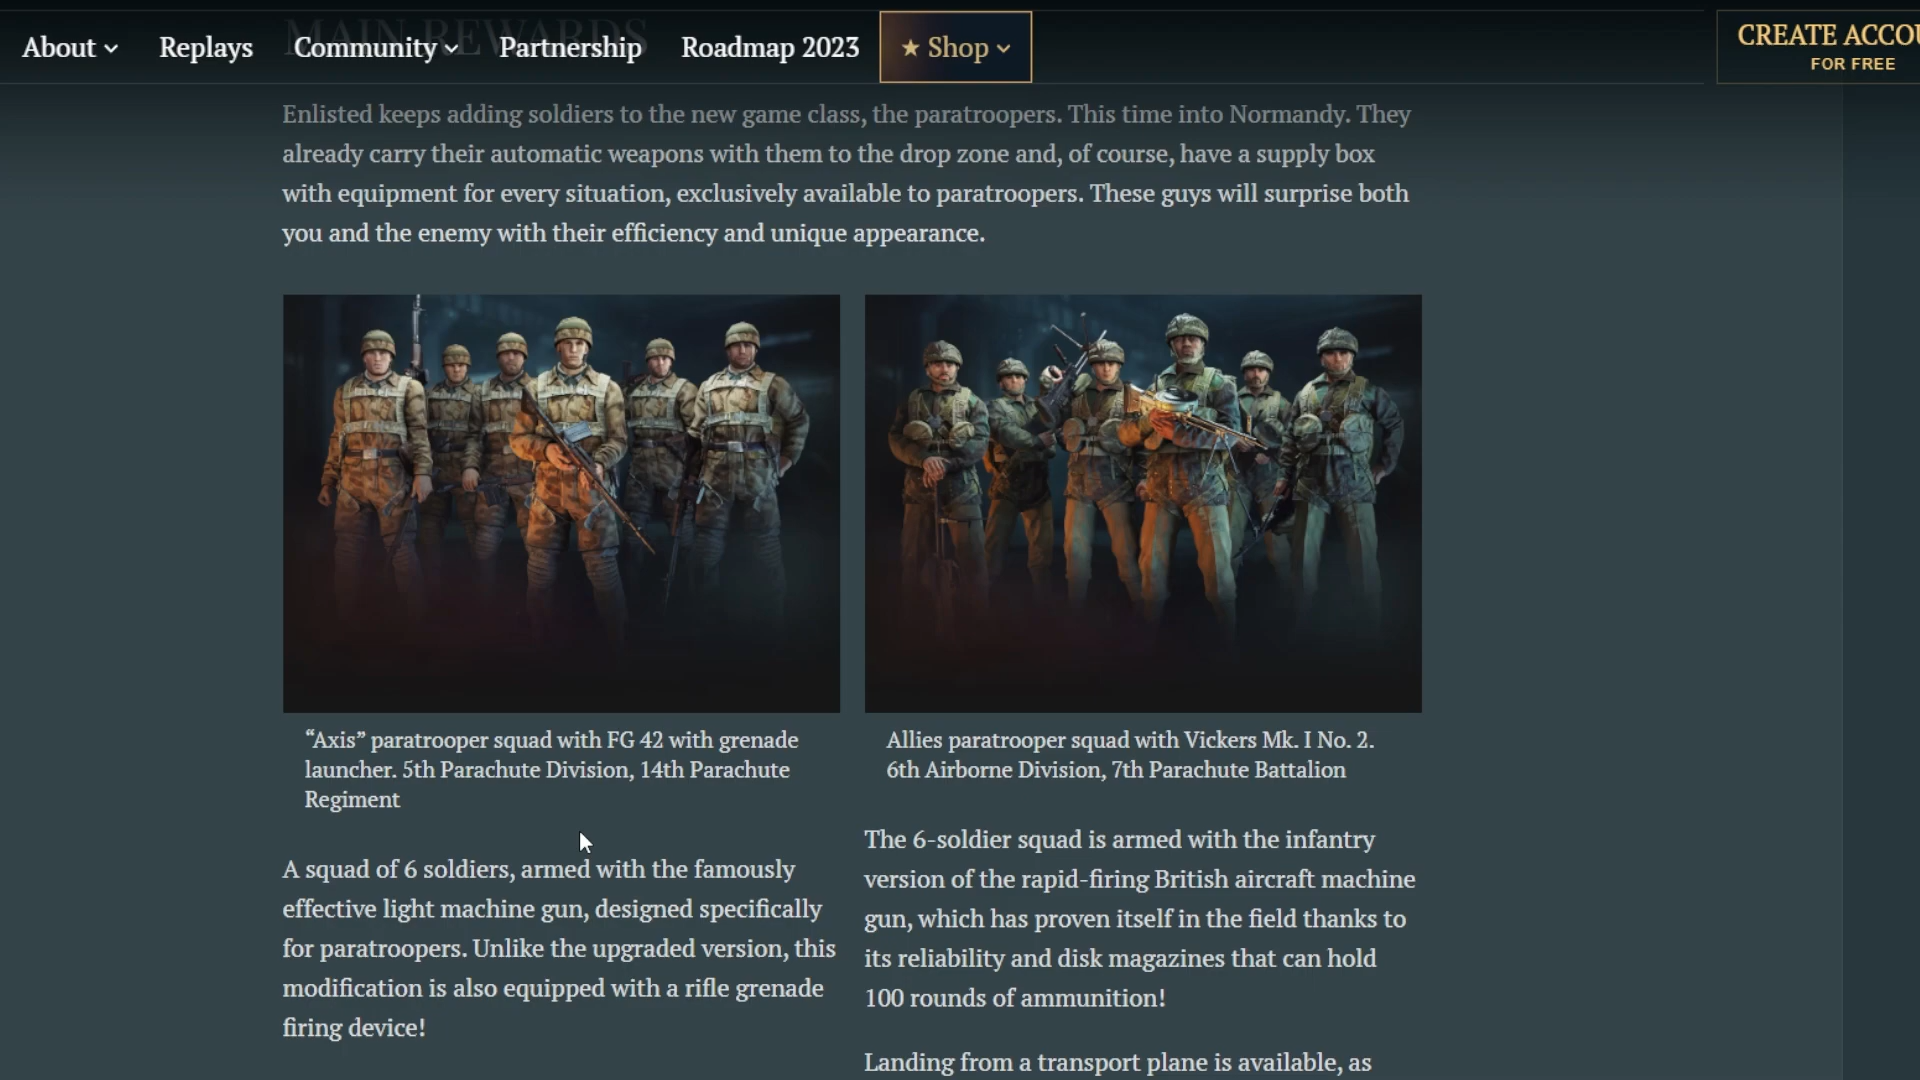 MAIN REWARDS
About
Replays
Community
Partnership
Roadmap 2023
★ Shop
CREATE ACCOU
FOR FREE
Enlisted keeps adding soldiers to the new game class, the paratroopers. This time into Normandy. They
already carry their automatic weapons with them to the drop zone and, of course, have a supply box
with equipment for every situation, exclusively available to paratroopers. These guys will surprise both
you and the enemy with their efficiency and unique appearance.
“Axis” paratrooper squad with FG 42 with grenade
launcher. 5th Parachute Division, 14th Parachute
Regiment
A squad of 6 soldiers, armed with the famously
effective light machine gun, designed specifically
for paratroopers. Unlike the upgraded version, this
modification is also equipped with a rifle grenade
firing device!
Allies paratrooper squad with Vickers Mk. I No. 2.
6th Airborne Division, 7th Parachute Battalion
The 6-soldier squad is armed with the infantry
version of the rapid-firing British aircraft machine
gun, which has proven itself in the field thanks to
its reliability and disk magazines that can hold
100 rounds of ammunition!
Landing from a transport plane is available, as